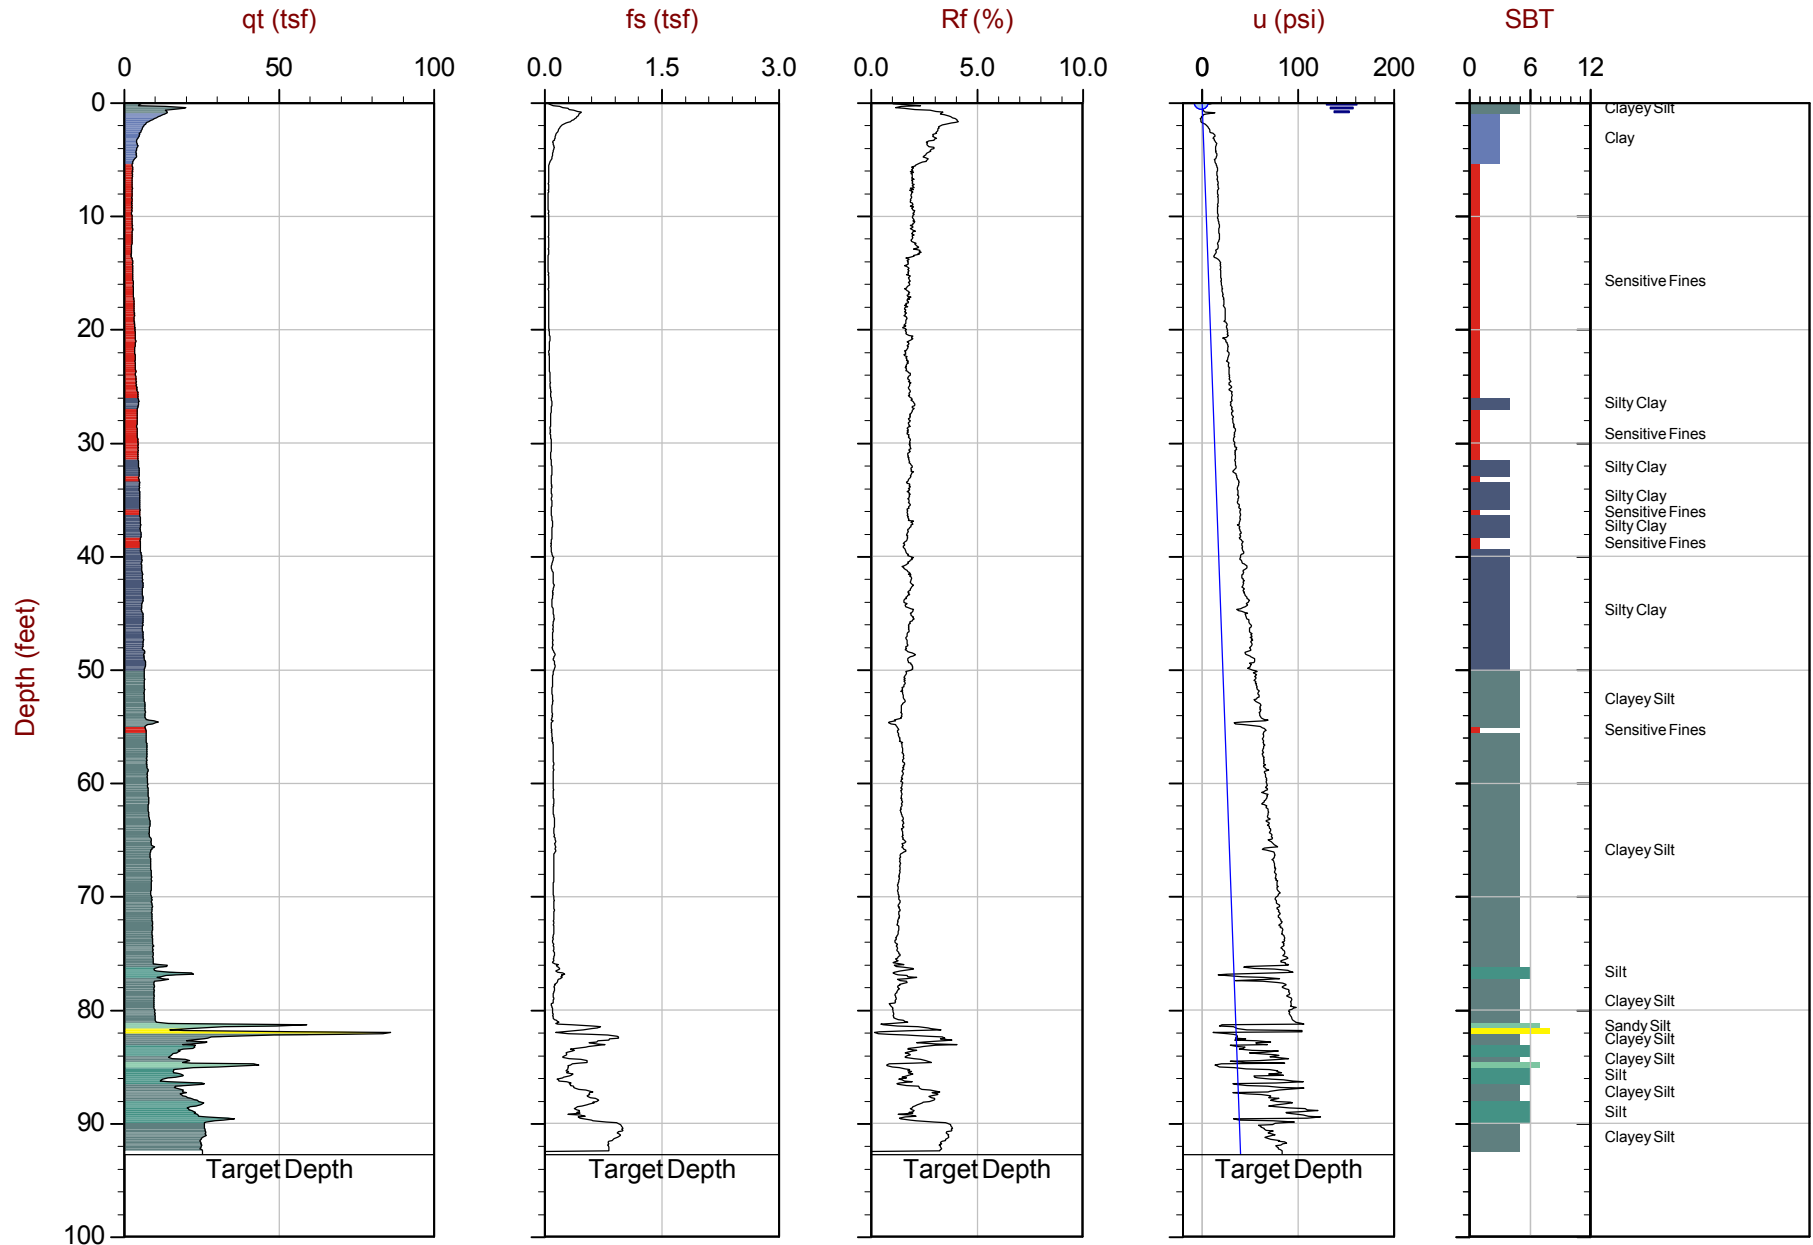 qt (tsf)
fs (tsf)
Rf (%)
u (psi)
SBT
0 50 100
0.0 1.5 3.0
0.0 5.0 10.0
0 100 200
0 6 12
Depth (feet)
0
10
20
30
40
50
60
70
80
90
100
Clayey Silt
Clay
Sensitive Fines
Silty Clay
Sensitive Fines
Silty Clay
Silty Clay
Sensitive Fines
Silty Clay
Sensitive Fines
Silty Clay
Clayey Silt
Sensitive Fines
Clayey Silt
Silt
Clayey Silt
Sandy Silt
Clayey Silt
Clayey Silt
Silt
Clayey Silt
Silt
Clayey Silt
Target Depth
Target Depth
Target Depth
Target Depth